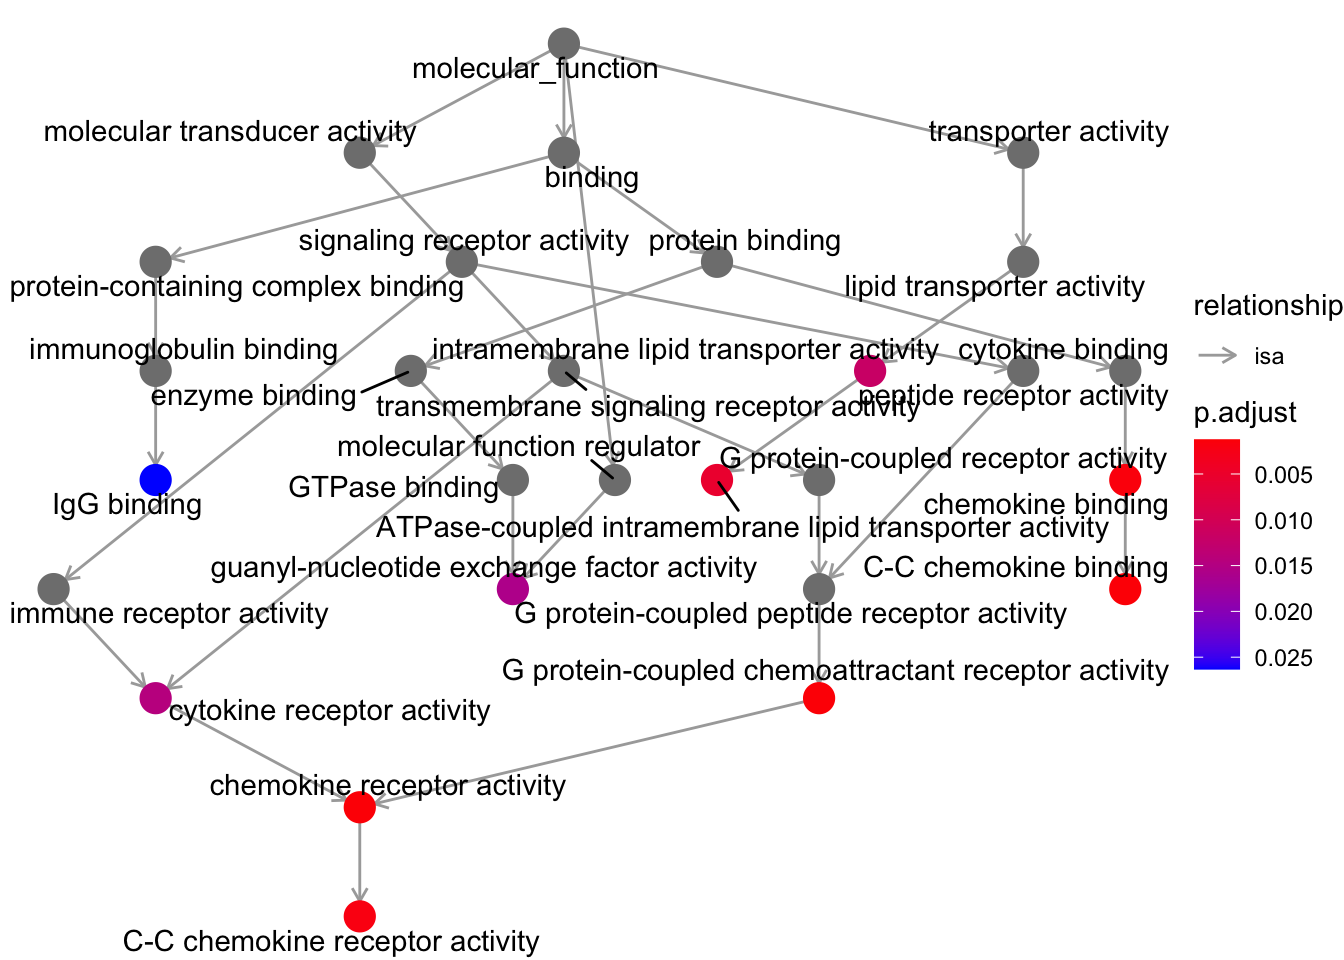 molecular_function
molecular transducer activity
transporter activity
binding
signaling receptor activity
protein binding
protein-containing complex binding
lipid transporter activity
relationship
immunoglobulin binding
intramembrane lipid transporter activity
cytokine binding
isa
enzyme binding
peptide receptor activity
transmembrane signaling receptor activity
p.adjust
molecular function regulator
G protein-coupled receptor activity
0.005
GTPase binding
IgG binding
chemokine binding
0.010
ATPase-coupled intramembrane lipid transporter activity
guanyl-nucleotide exchange factor activity
C-C chemokine binding
0.015
immune receptor activity
G protein-coupled peptide receptor activity
0.020
0.025
G protein-coupled chemoattractant receptor activity
cytokine receptor activity
chemokine receptor activity
C-C chemokine receptor activity